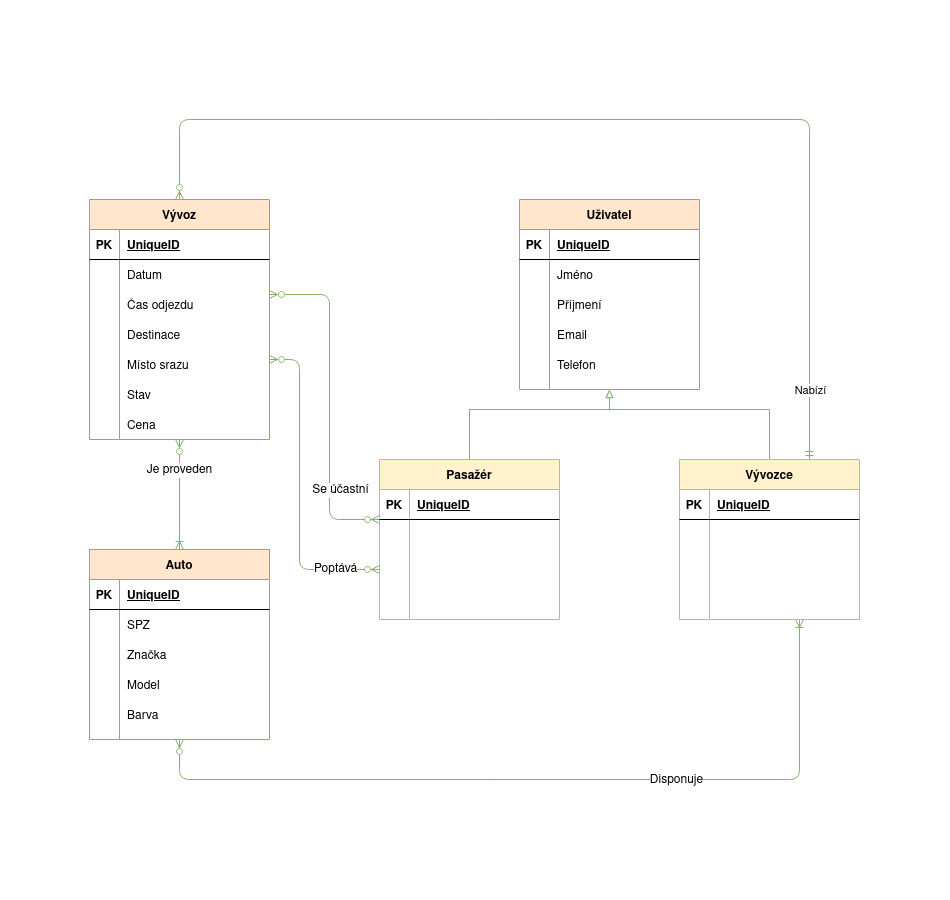 Vývoz
PK UniqueID
Datum
Čas odjezdu
Destinace
Místo srazu
Stav
Cena
Uživatel
PK UniqueID
Jméno
Příjmení
Email
Telefon
Nabízí
Je proveden
Se účastní
Poptává
Pasažér
PK UniqueID
Vývozce
PK UniqueID
Auto
PK UniqueID
SPZ
Značka
Model
Barva
Disponuje